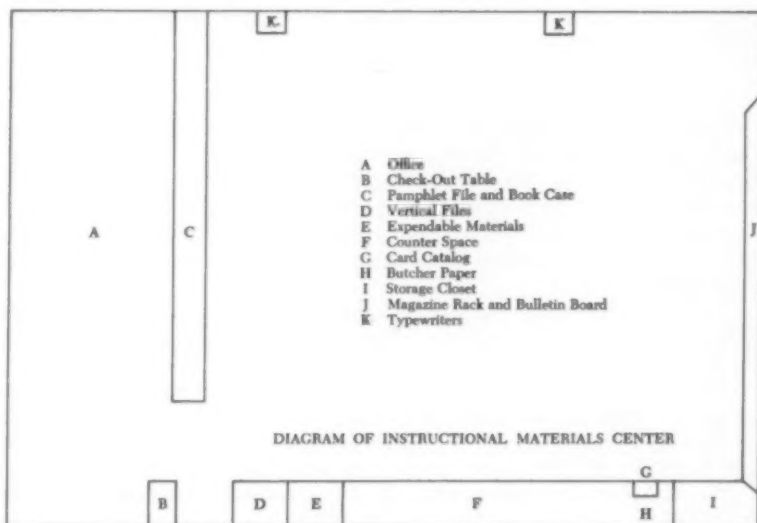 K
K
A Office
B Check-Out Table
C Pamphlet File and Book Case
D Vertical Files
E Expendable Materials
F Counter Space
G Card Catalog
H Butcher Paper
I Storage Closet
J Magazine Rack and Bulletin Board
K Typewriters
A
C
J
DIAGRAM OF INSTRUCTIONAL MATERIALS CENTER
G
B
D
E
F
H
I